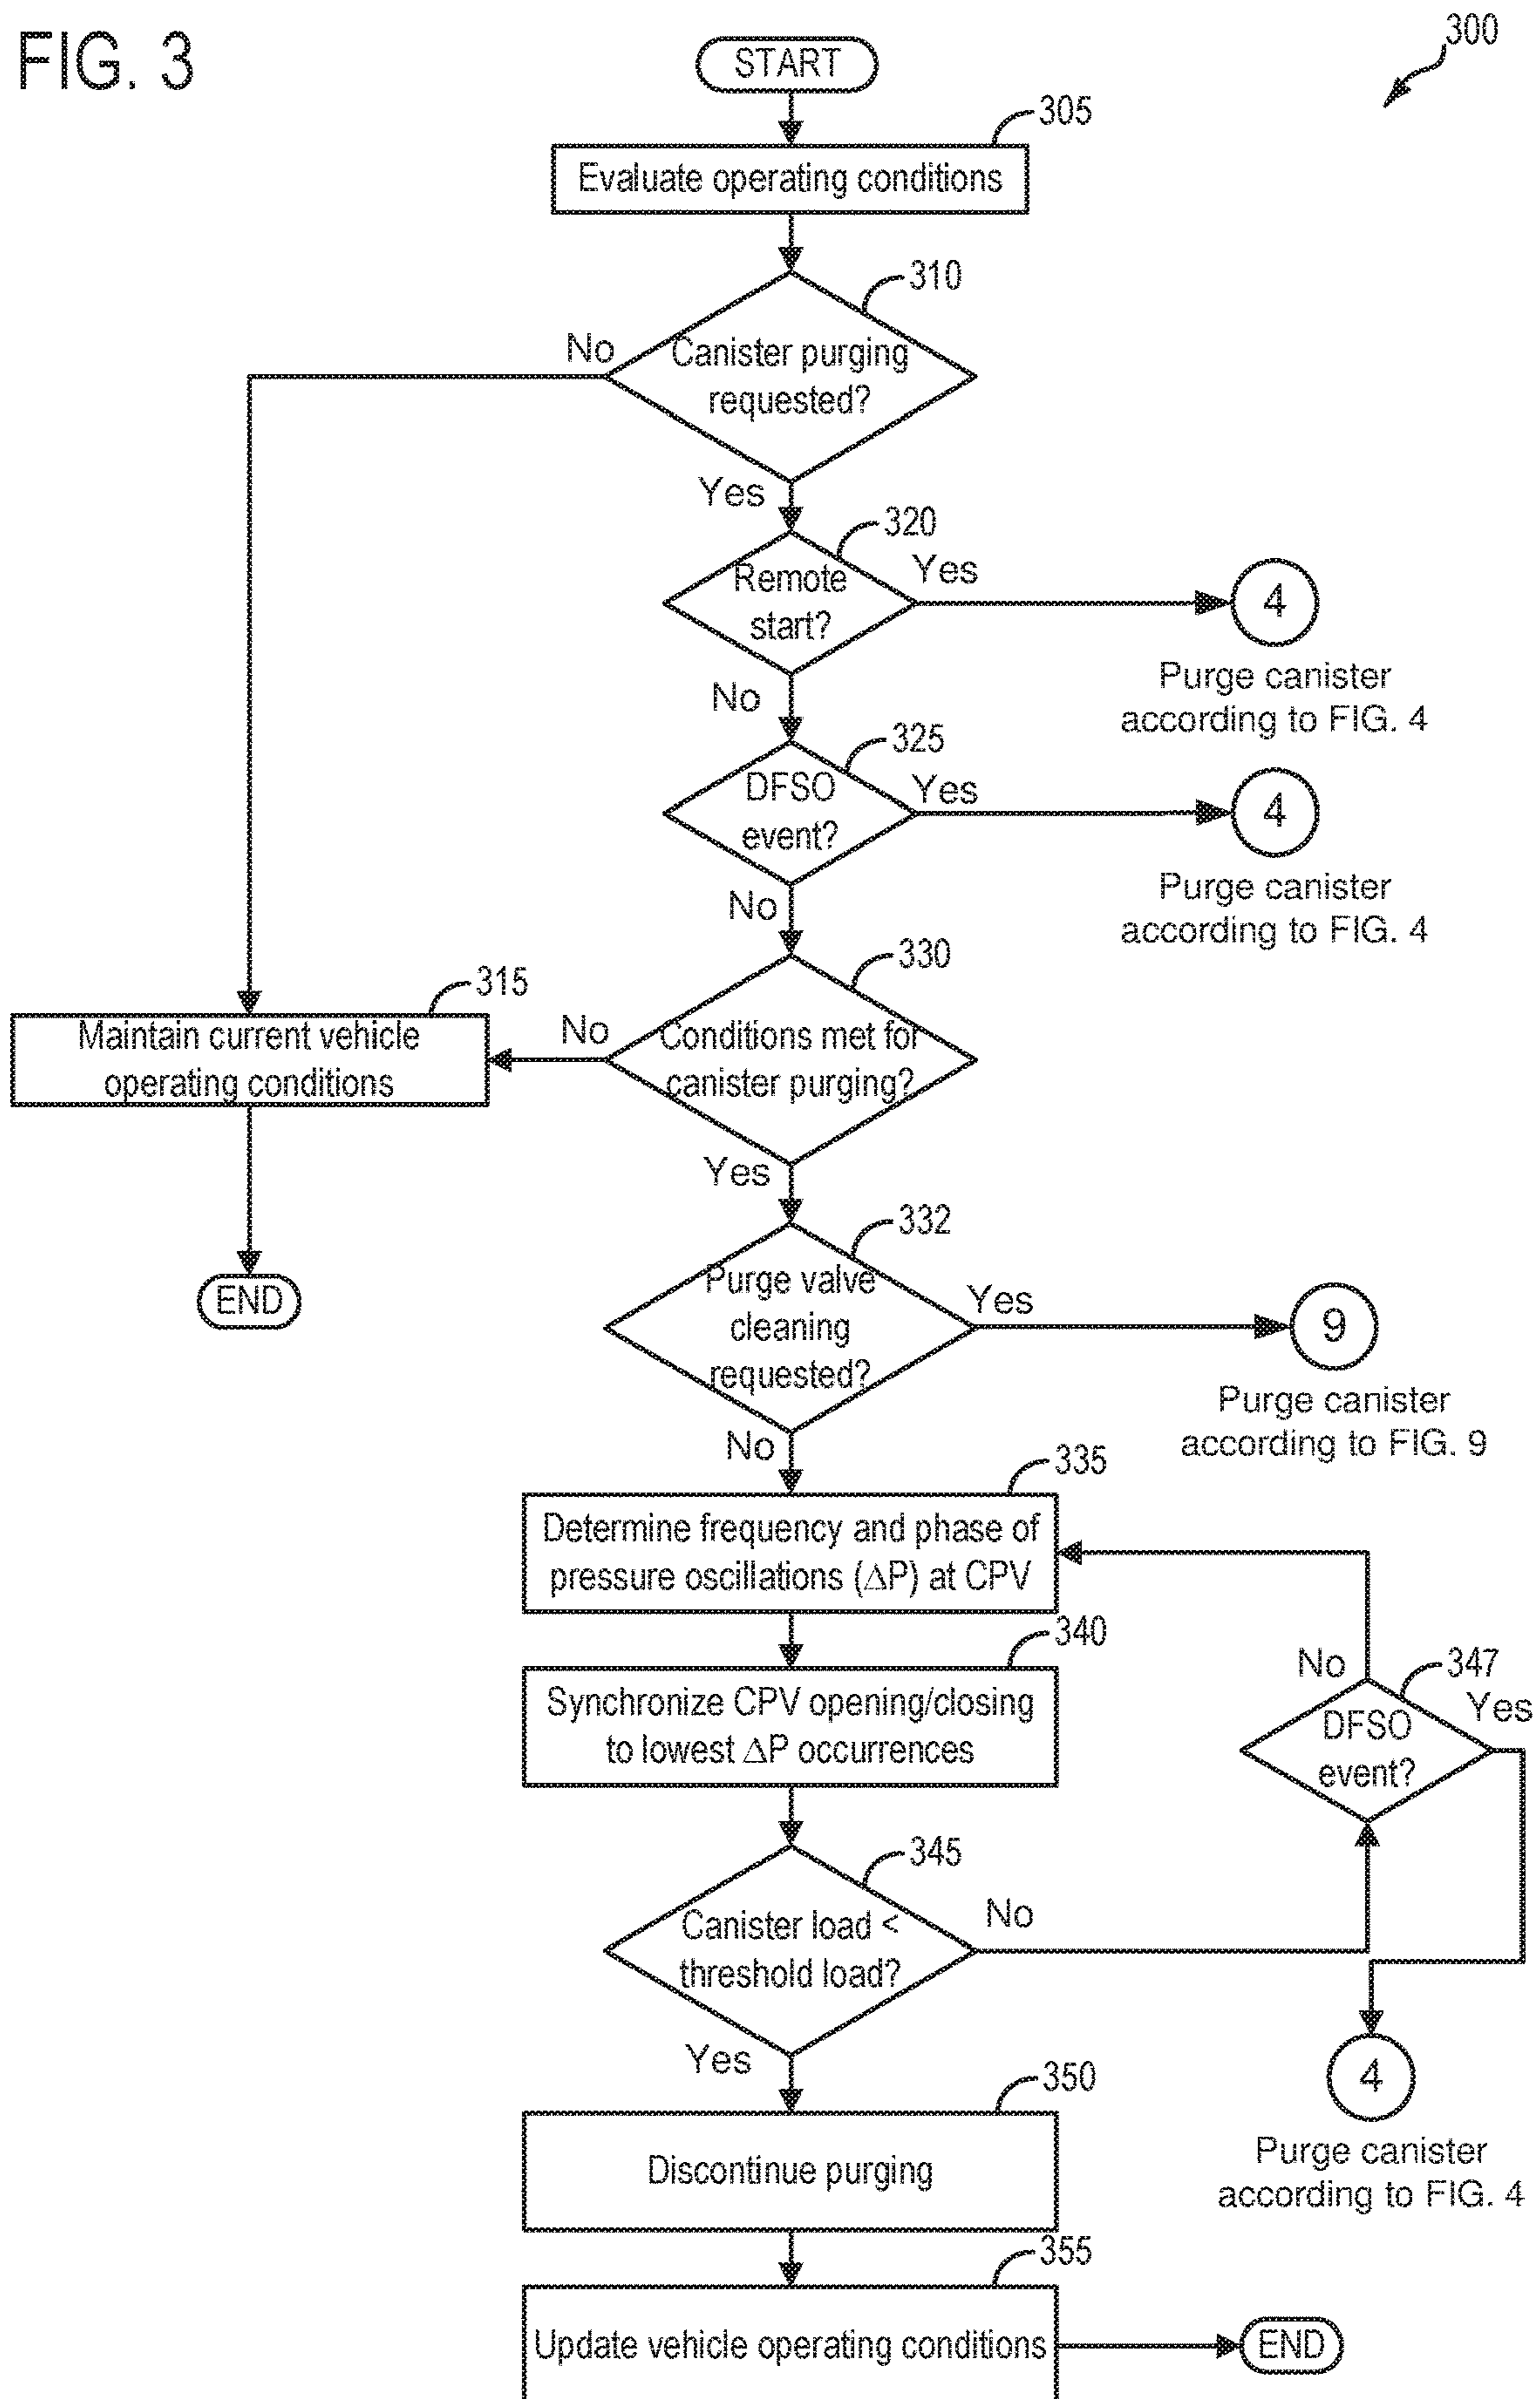 FIG. 3
300
START
305
Evaluate operating conditions
310
No
Canister purging
requested?
Yes
320
Remote
start?
Yes
4
Purge canister
according to FIG. 4
No
325
DFSO
event?
Yes
4
Purge canister
according to FIG. 4
No
330
315
Maintain current vehicle
operating conditions
No
Conditions met for
canister purging?
Yes
END
332
Purge valve
cleaning
requested?
Yes
9
Purge canister
according to FIG. 9
No
335
Determine frequency and phase of
pressure oscillations (ΔP) at CPV
340
Synchronize CPV opening/closing
to lowest ΔP occurrences
No
347
Yes
DFSO
event?
345
Canister load <
threshold load?
No
Yes
4
Purge canister
according to FIG. 4
350
Discontinue purging
355
Update vehicle operating conditions
END